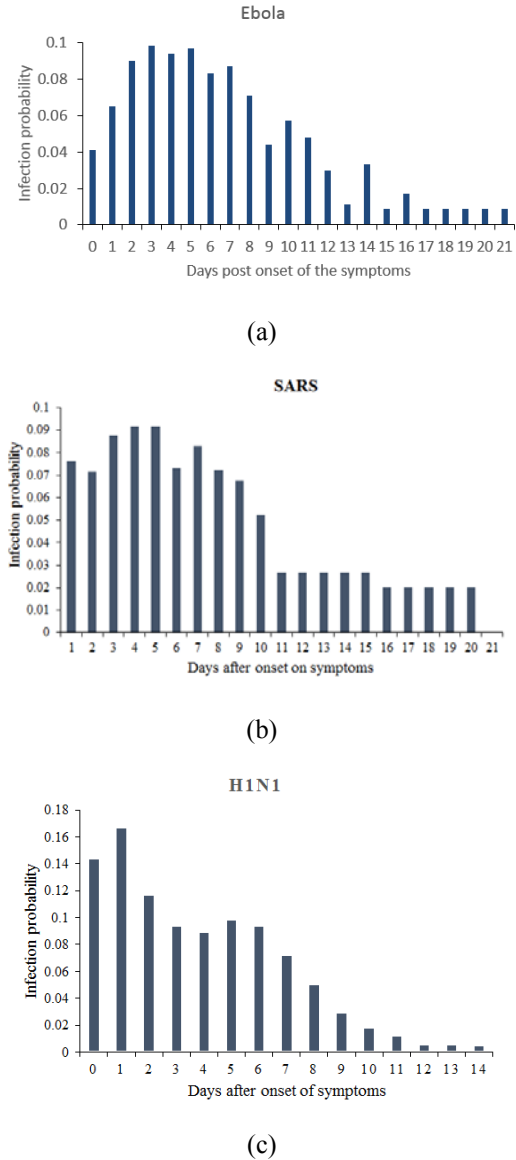 Ebola
0.1
0.08
0.06
0.04
0.02
0
Infection probability
0 1 2 3 4 5 6 7 8 9 10 11 12 13 14 15 16 17 18 19 20 21
Days post onset of the symptoms
(a)
SARS
0.1
0.09
0.08
0.07
0.06
0.05
0.04
0.03
0.02
0.01
0
Infection probability
1 2 3 4 5 6 7 8 9 10 11 12 13 14 15 16 17 18 19 20 21
Days after onset on symptoms
(b)
H1N1
0.18
0.16
0.14
0.12
0.1
0.08
0.06
0.04
0.02
0
Infection probability
0 1 2 3 4 5 6 7 8 9 10 11 12 13 14
Days after onset of symptoms
(c)